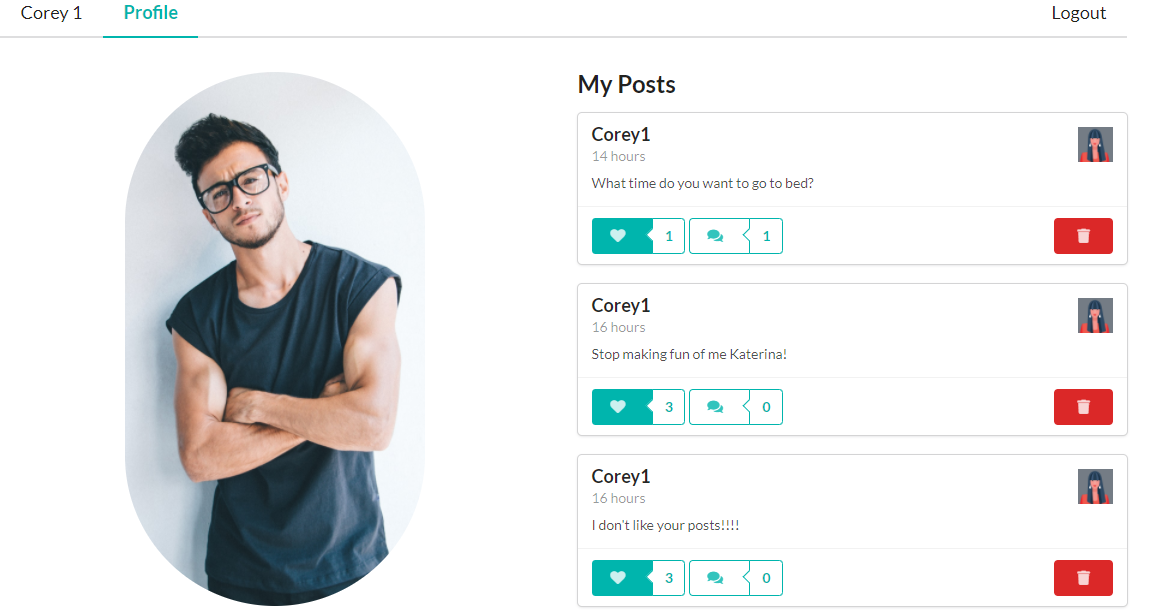 Corey 1 Profile Logout
My Posts
Corey1
14 hours
What time do you want to go to bed?
1 1
Corey1
16 hours
Stop making fun of me Katerina!
3 0
Corey1
16 hours
I don't like your posts!!!!
3 0